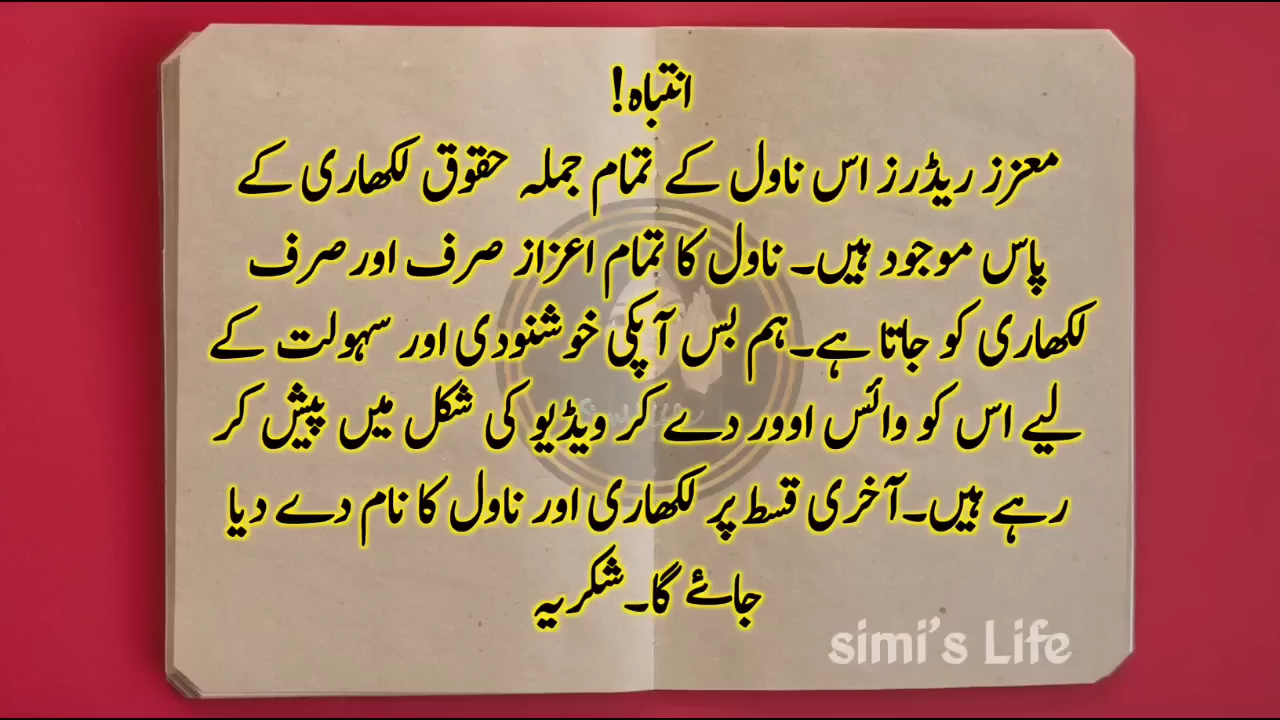 انتباہ!
معزز ریڈرز اس ناول کے تمام جملہ حقوق لکھاری کے
پاس موجود ہیں۔ ناول کا تمام اعزاز صرف اور صرف
لکھاری کو جاتا ہے۔ہم بس آپکی خوشنودی اور سہولت کے
لیے اس کو وائس اوور دے کر ویڈیو کی شکل میں پیش کر
رہے ہیں۔آخری قسط پر لکھاری اور ناول کا نام دے دیا
جائے گا۔شکریہ
simi's Life